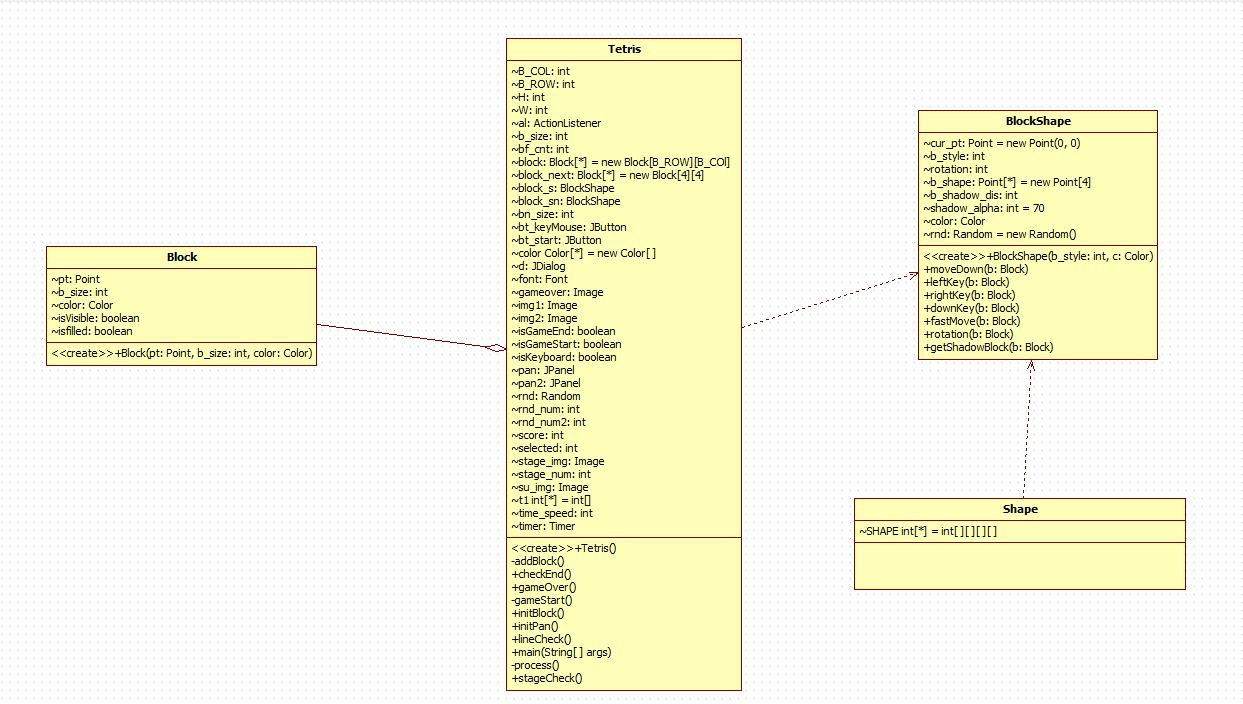 Tetris
~B_COL: int
~B_ROW: int
~H: int
~W: int
~al: ActionListener
~b_size: int
~bf_cnt: int
~block: Block[*] = new Block[B_ROW][B_COl]
~block_next: Block[*] = new Block[4][4]
~block_s: BlockShape
~block_sn: BlockShape
~bn_size: int
~bt_keyMouse: JButton
~bt_start: JButton
~color Color[*] = new Color[ ]
~d: JDialog
~font: Font
~gameover: Image
~img1: Image
~img2: Image
~isGameEnd: boolean
~isGameStart: boolean
~isKeyboard: boolean
~pan: JPanel
~pan2: JPanel
~rnd: Random
~rnd_num: int
~rnd_num2: int
~score: int
~selected: int
~stage_img: Image
~stage_num: int
~su_img: Image
~t1 int[*] = int[]
~time_speed: int
~timer: Timer
<<create>>+Tetris()
-addBlock()
+checkEnd()
+gameOver()
-gameStart()
+initBlock()
+initPan()
+lineCheck()
+main(String[ ] args)
-process()
+stageCheck()
Block
~pt: Point
~b_size: int
~color: Color
~isVisible: boolean
~isfilled: boolean
<<create>>+Block(pt: Point, b_size: int, color: Color)
BlockShape
~cur_pt: Point = new Point(0, 0)
~b_style: int
~rotation: int
~b_shape: Point[*] = new Point[4]
~b_shadow_dis: int
~shadow_alpha: int = 70
~color: Color
~rnd: Random = new Random()
<<create>>+BlockShape(b_style: int, c: Color)
+moveDown(b: Block)
+leftKey(b: Block)
+rightKey(b: Block)
+downKey(b: Block)
+fastMove(b: Block)
+rotation(b: Block)
+getShadowBlock(b: Block)
Shape
~SHAPE int[*] = int[ ][ ][ ][ ]